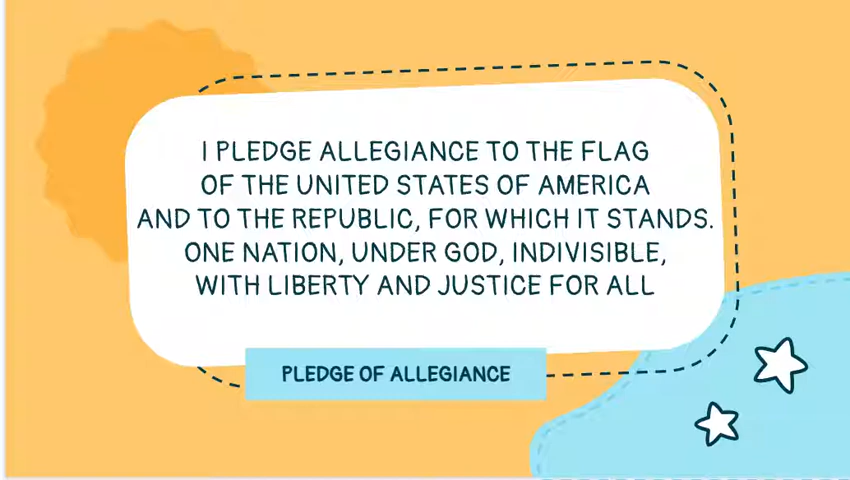 I PLEDGE ALLEGIANCE TO THE FLAG
OF THE UNITED STATES OF AMERICA
AND TO THE REPUBLIC, FOR WHICH IT STANDS.
ONE NATION, UNDER GOD, INDIVISIBLE,
WITH LIBERTY AND JUSTICE FOR ALL
PLEDGE OF ALLEGIANCE